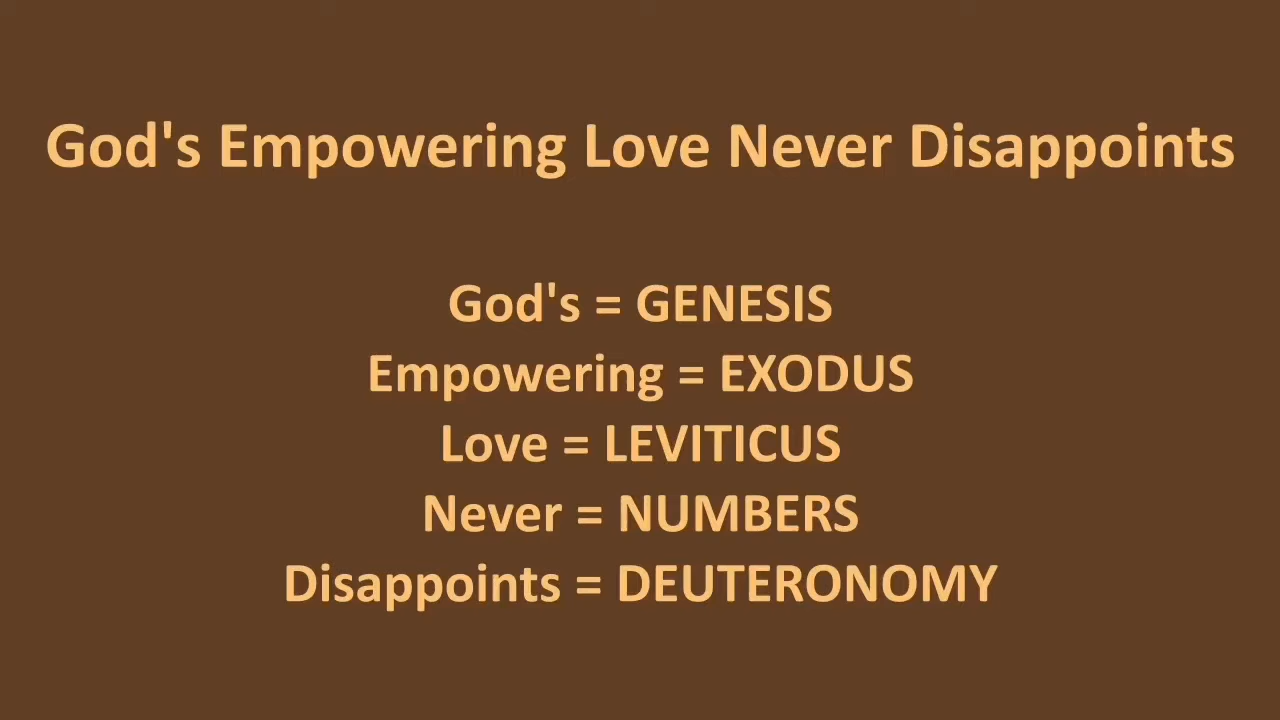 God's Empowering Love Never Disappoints
God's = GENESIS
Empowering = EXODUS
Love = LEVITICUS
Never = NUMBERS
Disappoints = DEUTERONOMY